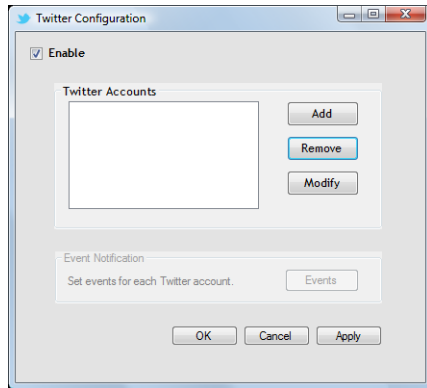 Twitter Configuration
Enable
Twitter Accounts
Add
Remove
Modify
Event Notification
Set events for each Twitter account.
Events
OK
Cancel
Apply